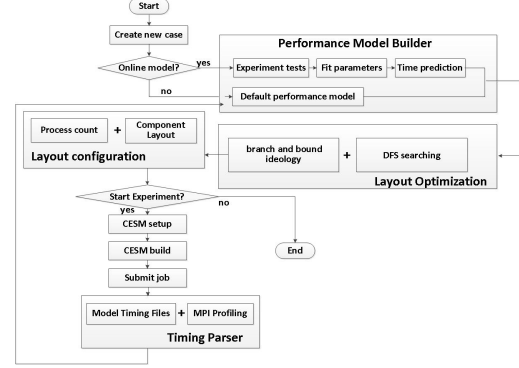 Start
Create new case
Online model?
yes
no
Performance Model Builder
Experiment tests
Fit parameters
Time prediction
Default performance model
Process count
+
Component
Layout
Layout configuration
branch and bound
ideology
+
DFS searching
Layout Optimization
Start Experiment?
yes
no
CESM setup
CESM build
Submit job
End
Model Timing Files
+
MPI Profiling
Timing Parser